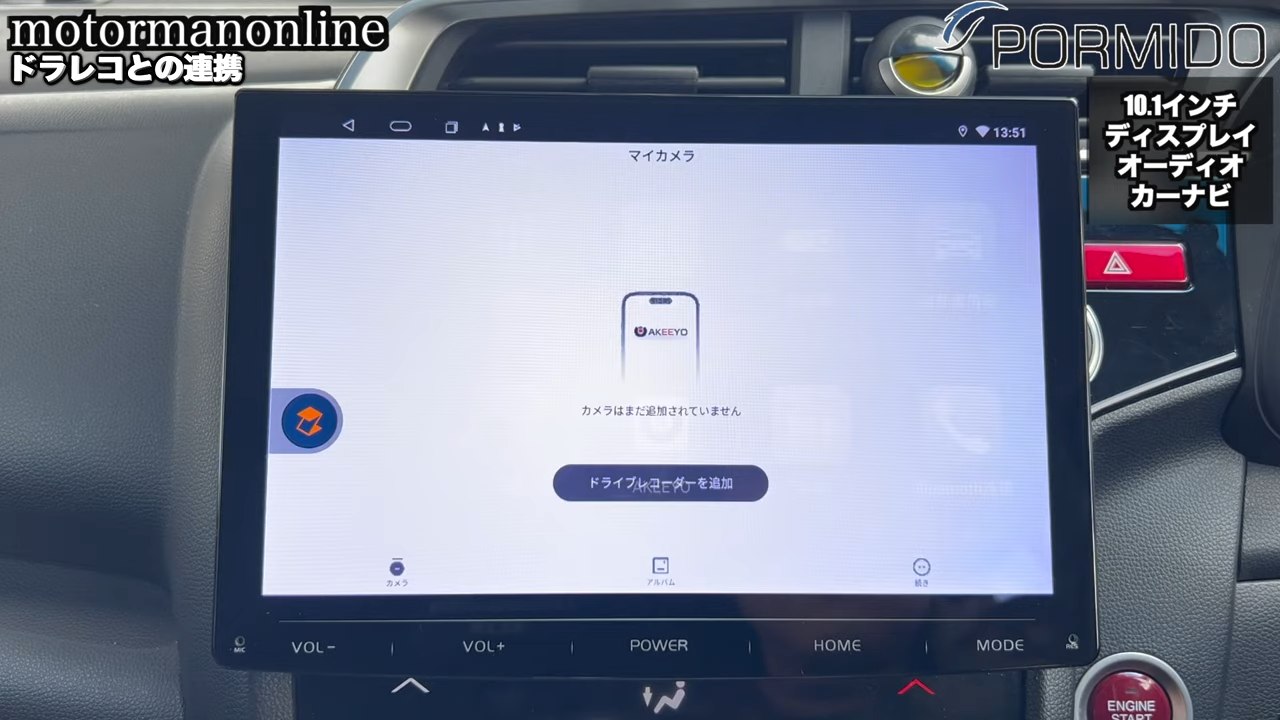 motormanonline
ドラレコとの連携
PORMIDO
10.1インチ
ディスプレイ
オーディオ
カーナビ
13:51
マイカメラ
AKEEYO
カメラはまだ追加されていません
ドライブレコーダーを追加
AKEEYO
カメラ
アルバム
続き
MIC
VOL-
VOL+
POWER
HOME
MODE
RES
ENGINE
START